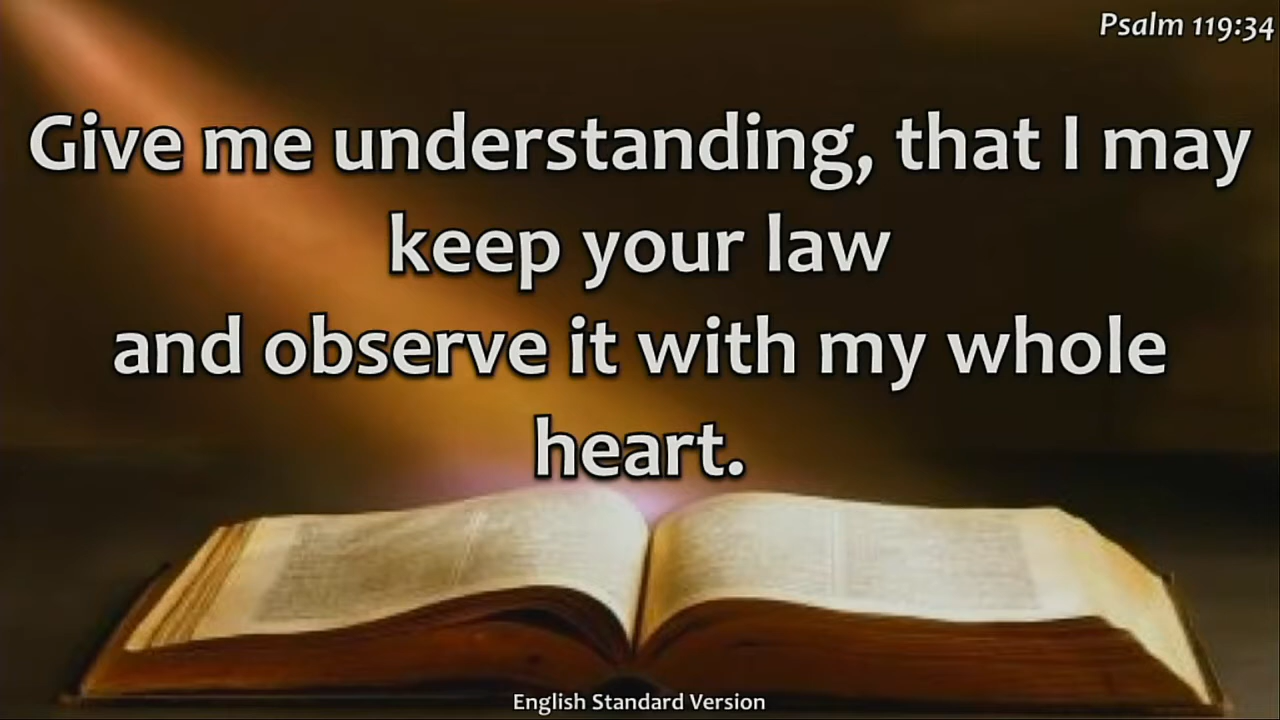 Psalm 119:34
Give me understanding, that I may
keep your law
and observe it with my whole
heart.
English Standard Version